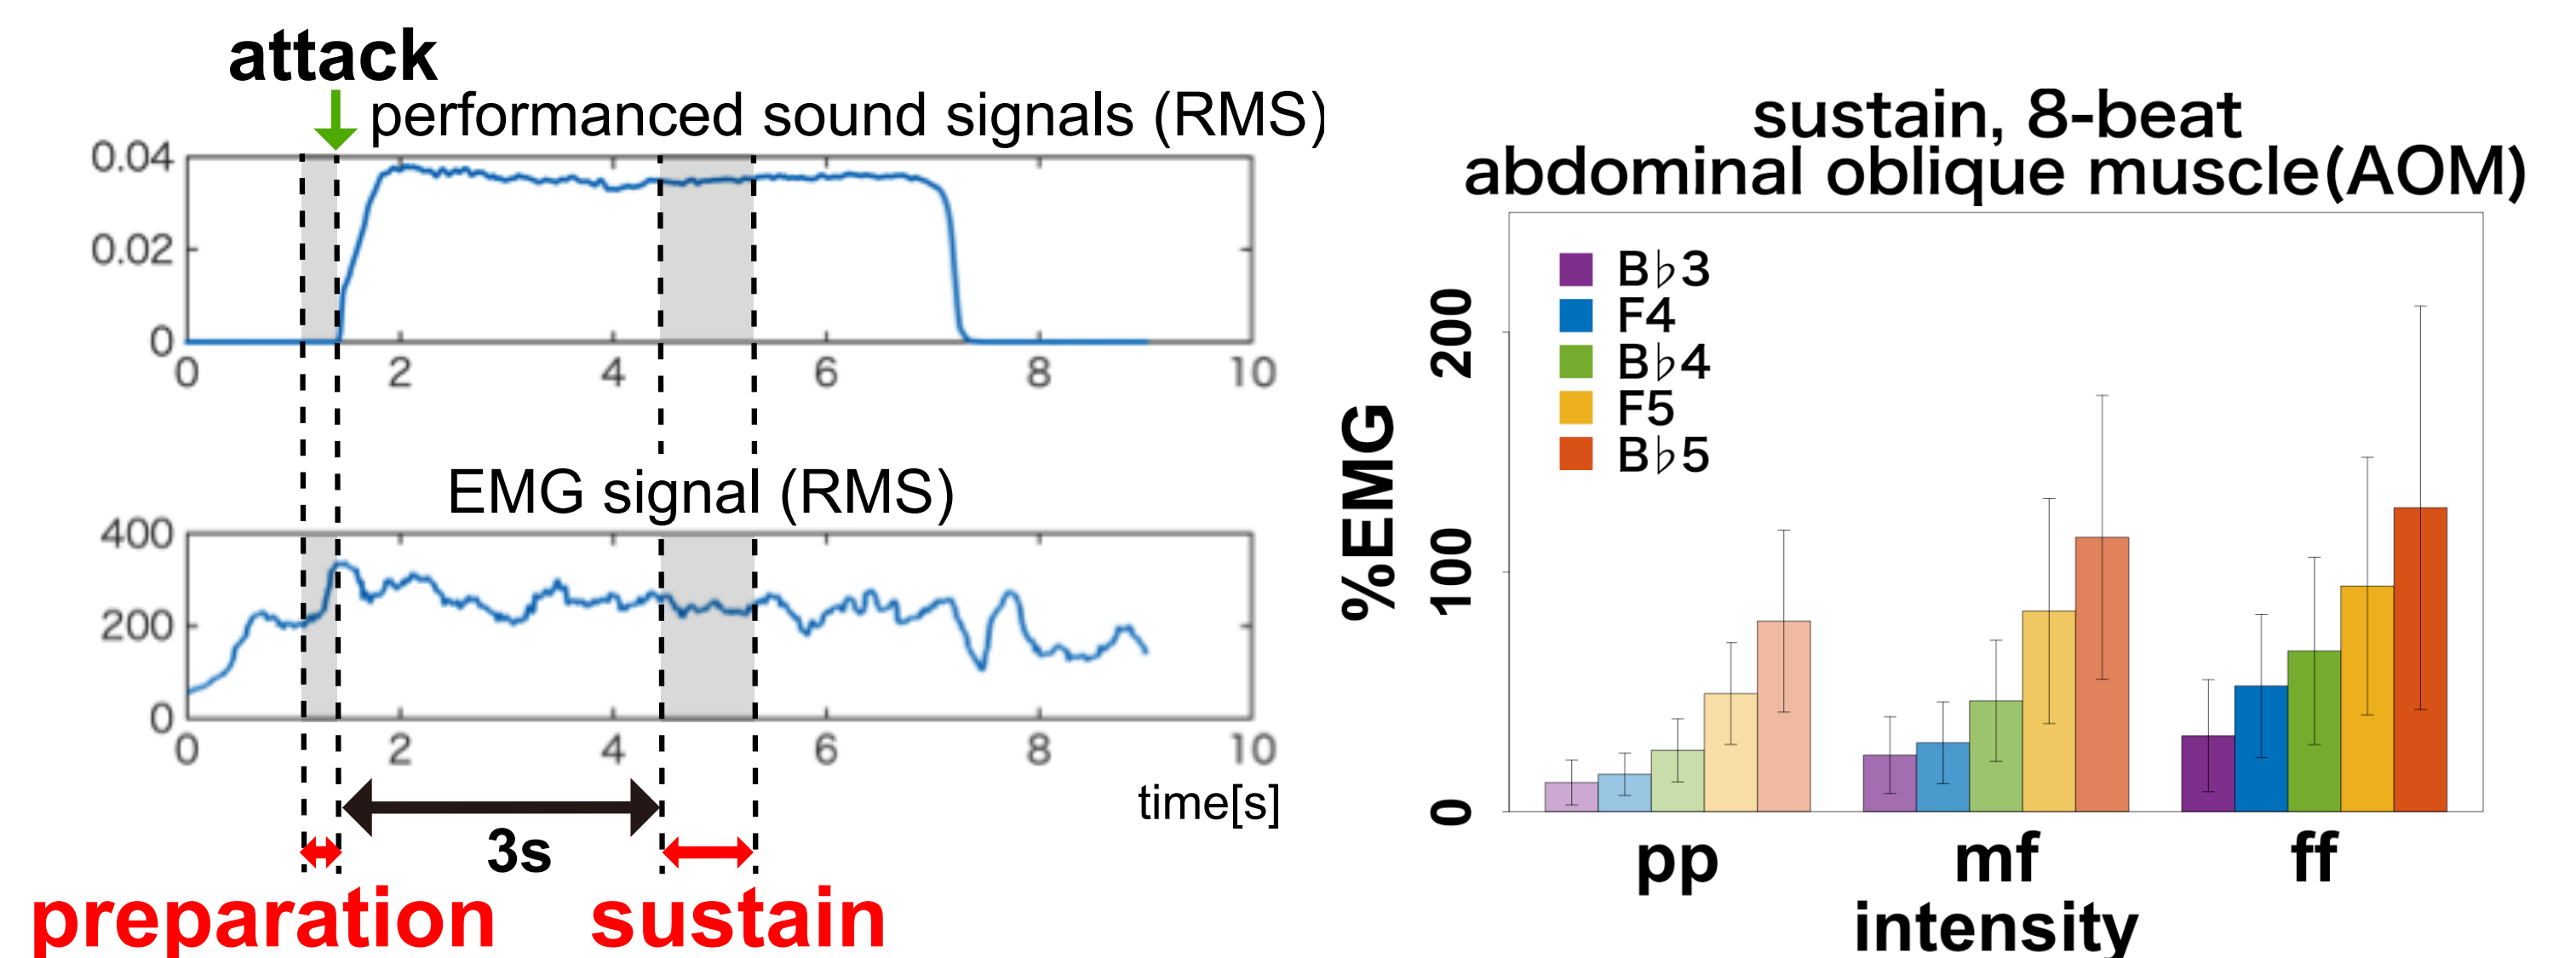 attack
performanced sound signals (RMS)
0.04
0.02
0
0 2 4 6 8 10
EMG signal (RMS)
400
200
0
0 2 4 6 8 10
time[s]
3s
preparation sustain
sustain, 8-beat
abdominal oblique muscle(AOM)
B♭3
F4
B♭4
F5
B♭5
%EMG
200
100
0
pp mf ff
intensity